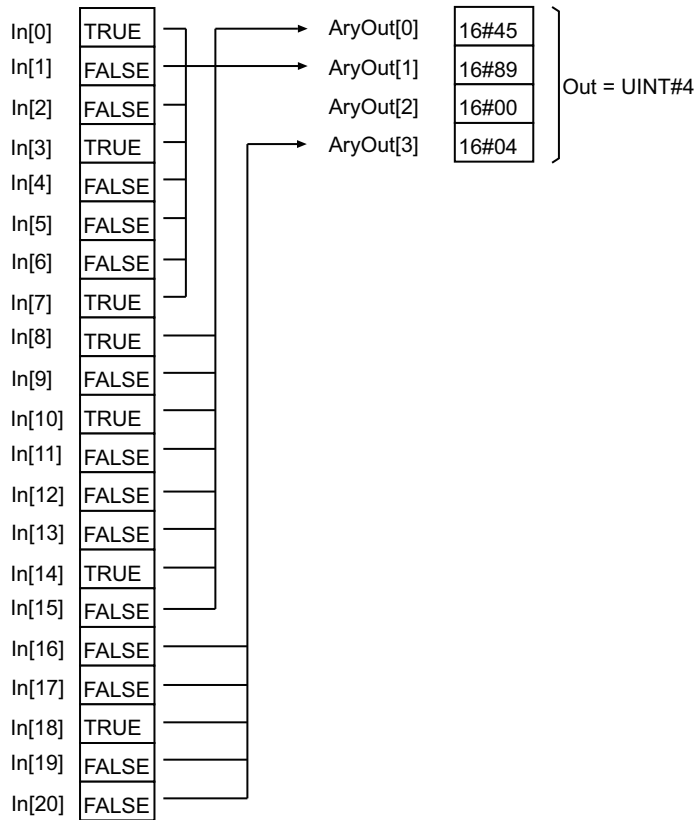 In[0] TRUE AryOut[0] 16#45
In[1] FALSE AryOut[1] 16#89
Out = UINT#4
In[2] FALSE AryOut[2] 16#00
In[3] TRUE AryOut[3] 16#04
In[4] FALSE
In[5] FALSE
In[6] FALSE
In[7] TRUE
In[8] TRUE
In[9] FALSE
In[10] TRUE
In[11] FALSE
In[12] FALSE
In[13] FALSE
In[14] TRUE
In[15] FALSE
In[16] FALSE
In[17] FALSE
In[18] TRUE
In[19] FALSE
In[20] FALSE